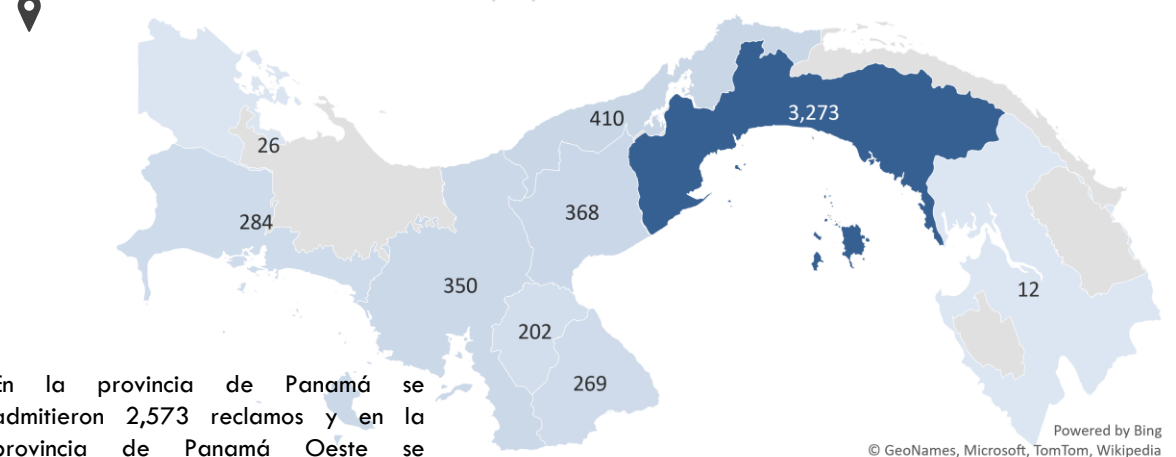 410
3,273
26
284
368
350
12
202
269
En la provincia de Panamá se
admitieron 2,573 reclamos y en la
provincia de Panamá Oeste se
Powered by Bing
© GeoNames, Microsoft, TomTom, Wikipedia